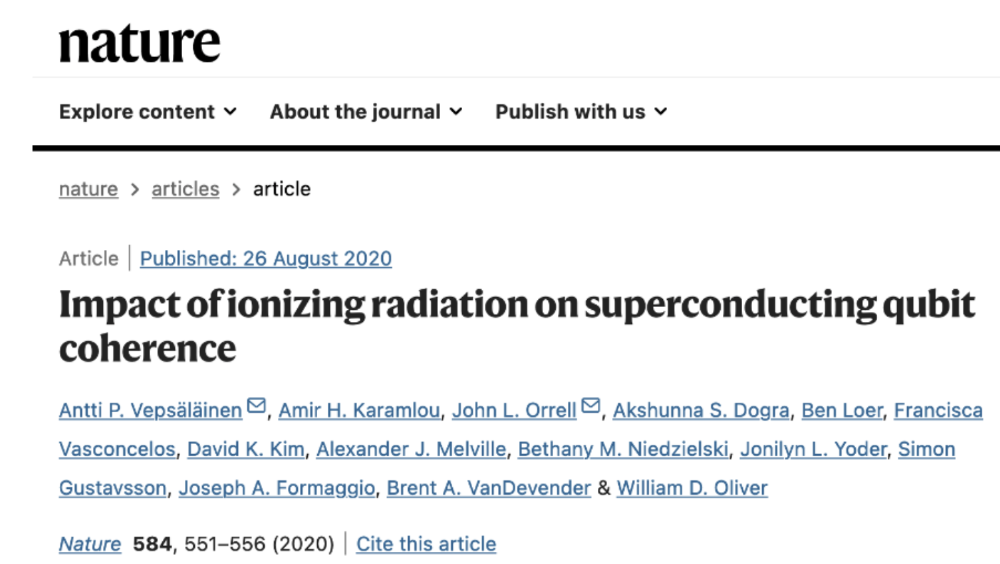 nature
Explore content About the journal Publish with us
nature > articles > article
Article | Published: 26 August 2020
Impact of ionizing radiation on superconducting qubit
coherence
Antti P. Vepsäläinen, Amir H. Karamlou, John L. Orrell, Akshunna S. Dogra, Ben Loer, Francisca
Vasconcelos, David K. Kim, Alexander J. Melville, Bethany M. Niedzielski, Jonilyn L. Yoder, Simon
Gustavsson, Joseph A. Formaggio, Brent A. VanDevender & William D. Oliver
Nature 584, 551–556 (2020) | Cite this article